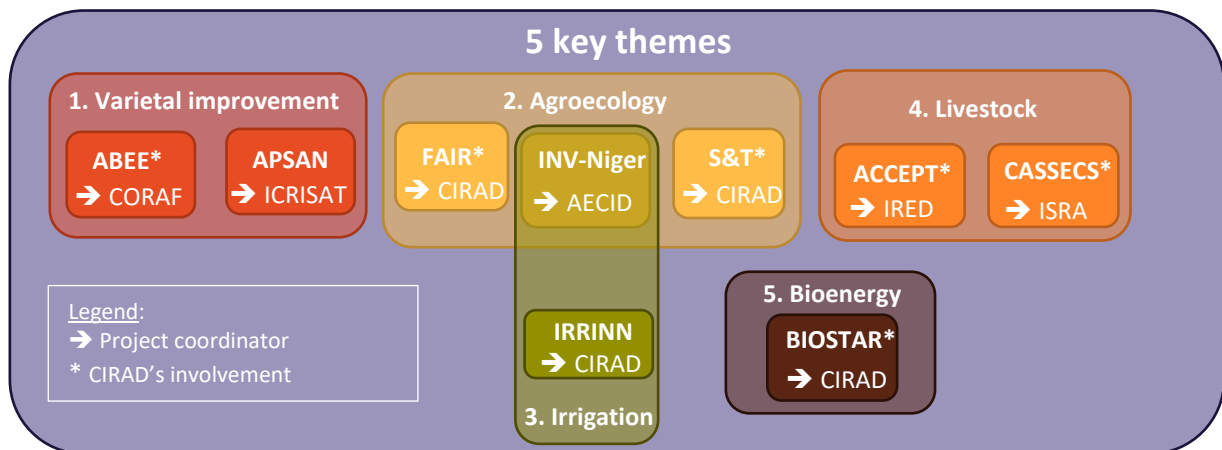 5 key themes
1. Varietal improvement
ABEE*
➔ CORAF
APSAN
➔ ICRISAT
2. Agroecology
FAIR*
➔ CIRAD
INV-Niger
➔ AECID
S&T*
➔ CIRAD
IRRINN
➔ CIRAD
3. Irrigation
4. Livestock
ACCEPT*
➔ IRED
CASSECS*
➔ ISRA
5. Bioenergy
BIOSTAR*
➔ CIRAD
Legend:
➔ Project coordinator
* CIRAD's involvement